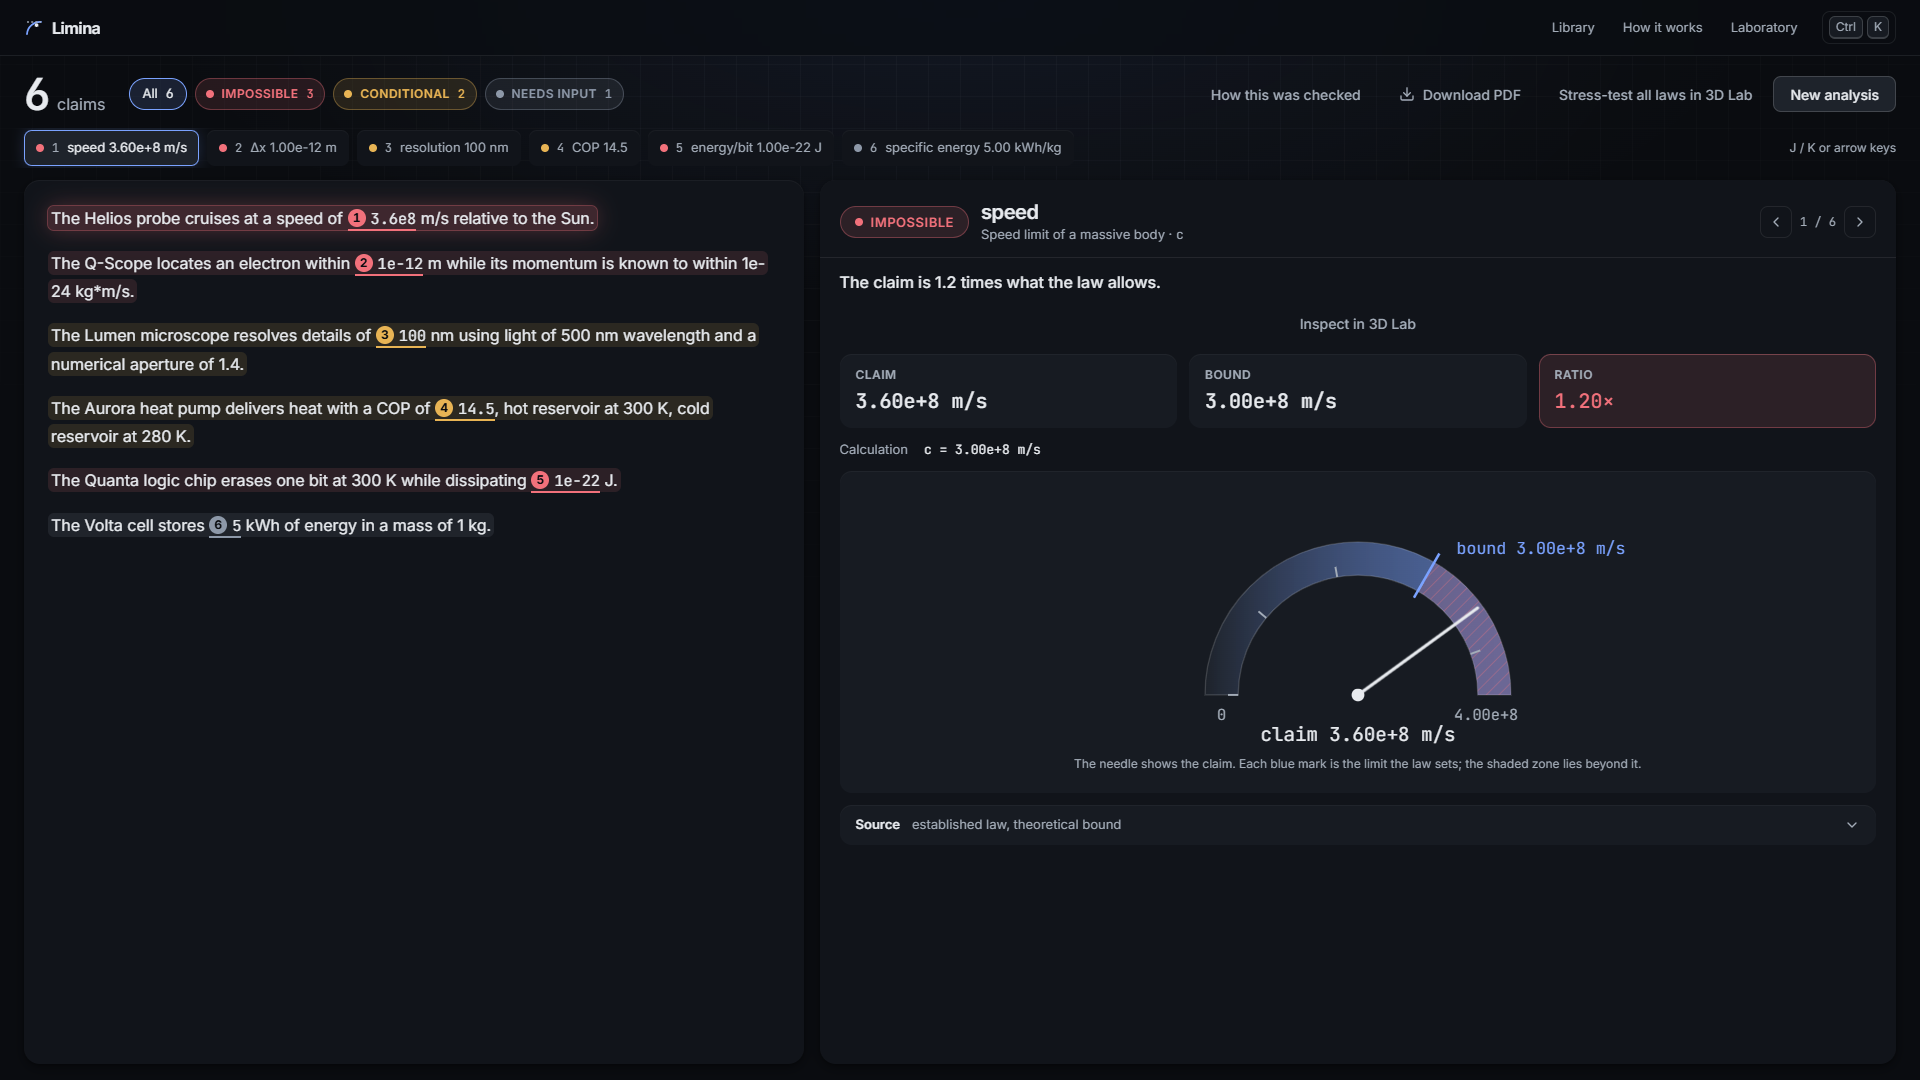 Limina
Library
How it works
Laboratory
Ctrl K
6 claims
All 6
IMPOSSIBLE 3
CONDITIONAL 2
NEEDS INPUT 1
How this was checked
Download PDF
Stress-test all laws in 3D Lab
New analysis
1 speed 3.60e+8 m/s
2 Δx 1.00e-12 m
3 resolution 100 nm
4 COP 14.5
5 energy/bit 1.00e-22 J
6 specific energy 5.00 kWh/kg
J / K or arrow keys
The Helios probe cruises at a speed of 1 3.6e8 m/s relative to the Sun.
The Q-Scope locates an electron within 2 1e-12 m while its momentum is known to within 1e-
24 kg*m/s.
The Lumen microscope resolves details of 3 100 nm using light of 500 nm wavelength and a
numerical aperture of 1.4.
The Aurora heat pump delivers heat with a COP of 4 14.5, hot reservoir at 300 K, cold
reservoir at 280 K.
The Quanta logic chip erases one bit at 300 K while dissipating 5 1e-22 J.
The Volta cell stores 6 5 kWh of energy in a mass of 1 kg.
IMPOSSIBLE
speed
Speed limit of a massive body · c
1 / 6
The claim is 1.2 times what the law allows.
Inspect in 3D Lab
CLAIM
3.60e+8 m/s
BOUND
3.00e+8 m/s
RATIO
1.20×
Calculation c = 3.00e+8 m/s
bound 3.00e+8 m/s
0
4.00e+8
claim 3.60e+8 m/s
The needle shows the claim. Each blue mark is the limit the law sets; the shaded zone lies beyond it.
Source established law, theoretical bound